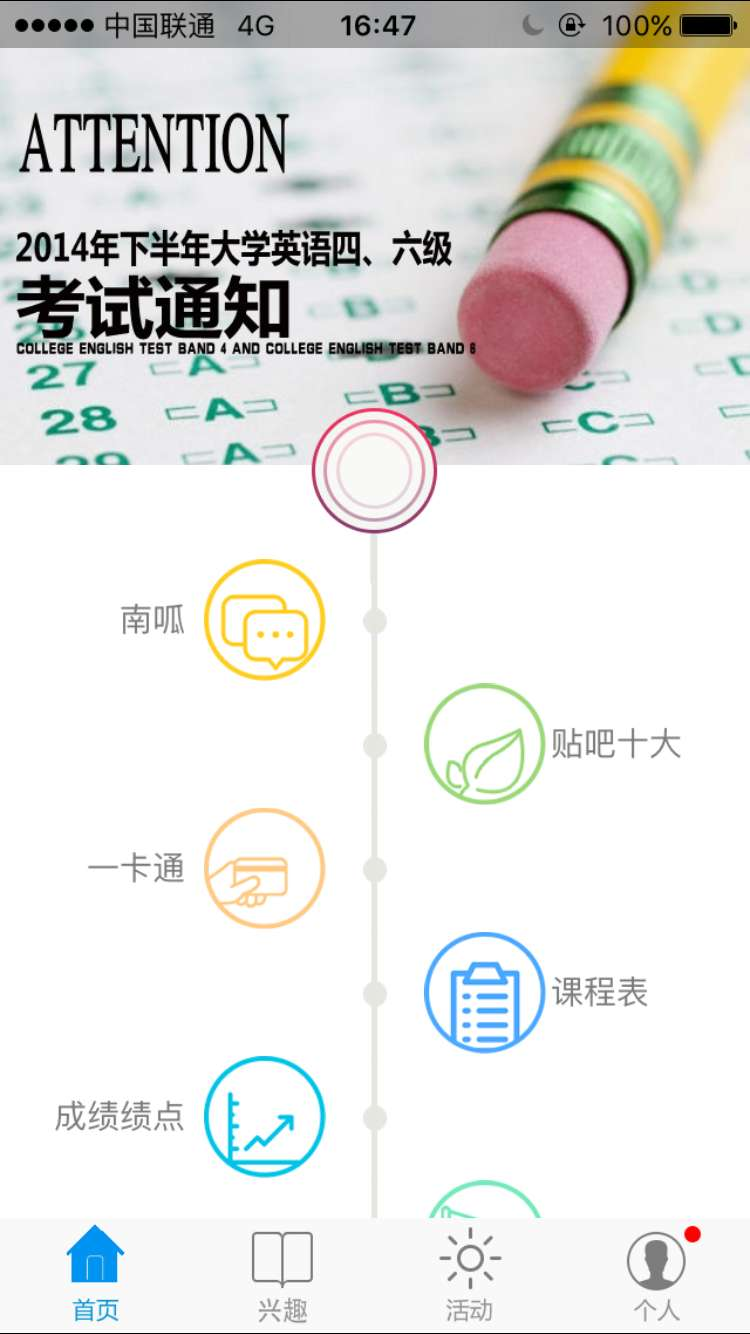 中国联通 4G 16:47 100%
ATTENTION
2014年下半年大学英语四、六级
考试通知
COLLEGE ENGLISH TEST BAND 4 AND COLLEGE ENGLISH TEST BAND 6
27 A
28 A B C
29 A B C
南呱
贴吧十大
一卡通
课程表
成绩绩点
首页 兴趣 活动 个人